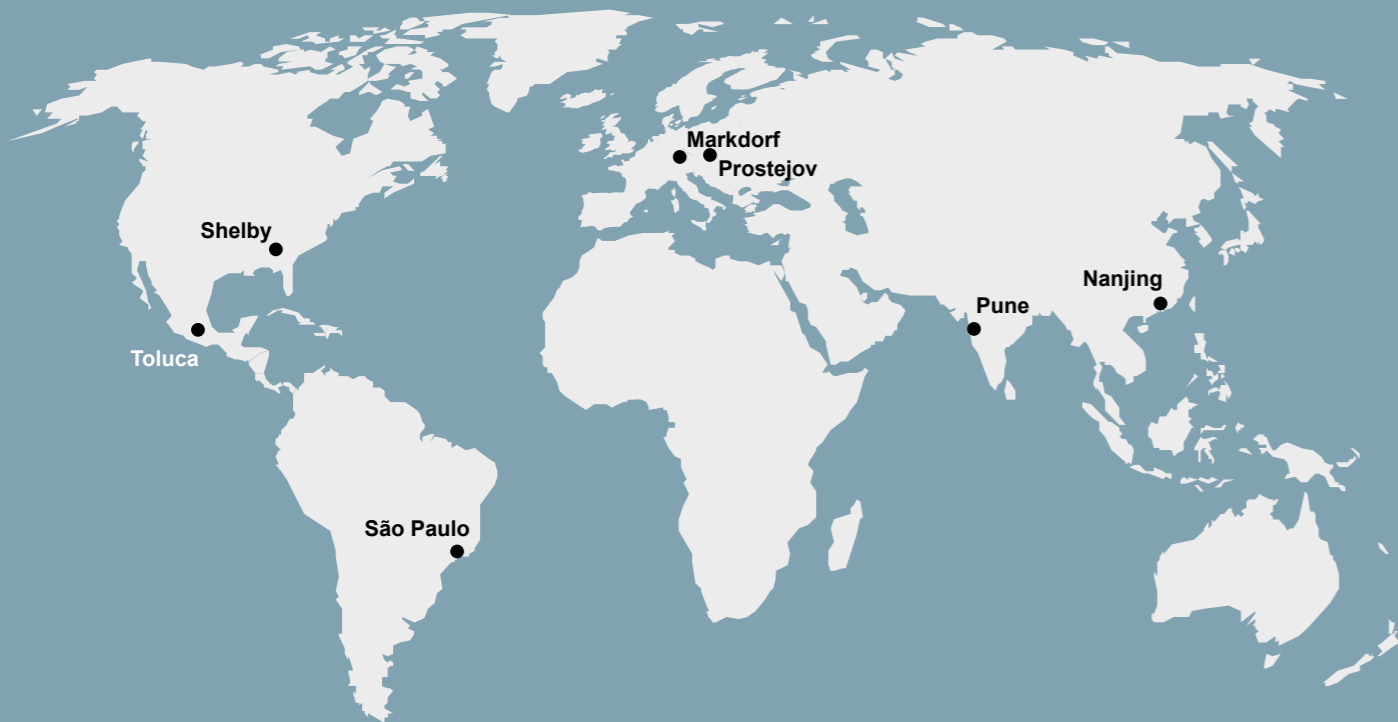 Markdorf
Prostejov
Shelby
Nanjing
Pune
Toluca
São Paulo